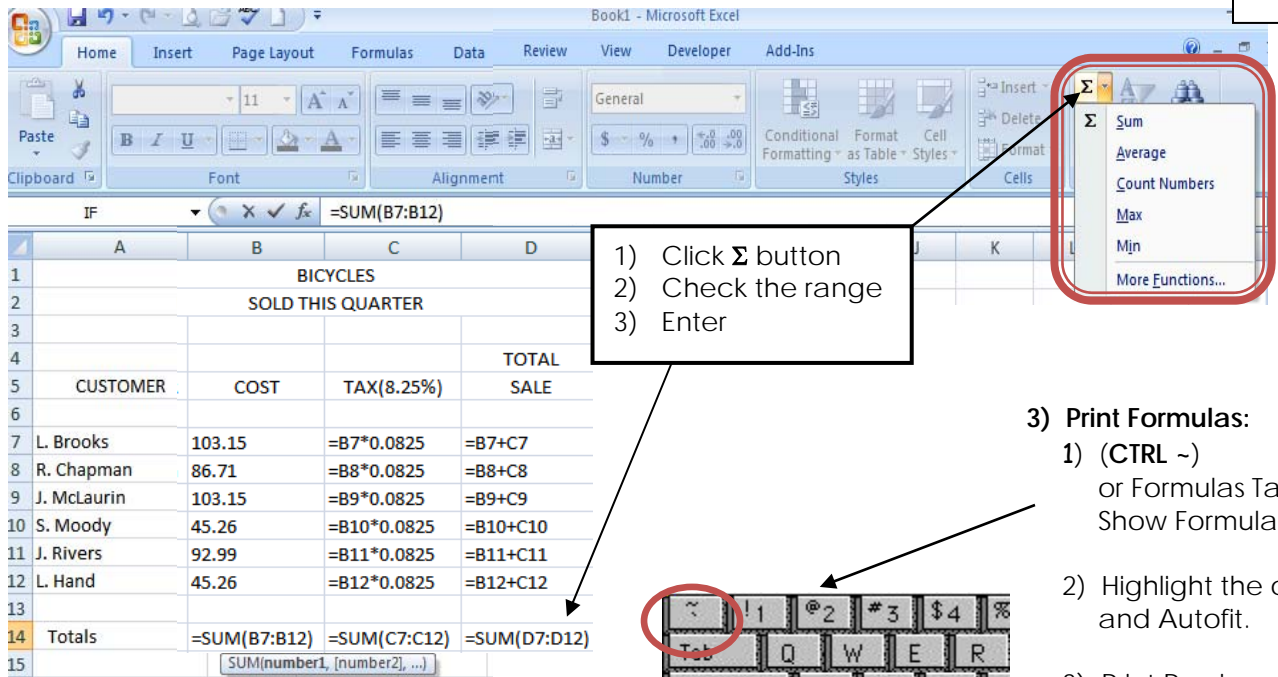 Book1 - Microsoft Excel
Home Insert Page Layout Formulas Data Review View Developer Add-Ins
Paste
11
General
Conditional Formatting
Format as Table
Cell Styles
Insert
Delete
Format
Clipboard Font Alignment Number Styles Cells
Σ
Σ Sum
Average
Count Numbers
Max
Min
More Functions...
IF fx =SUM(B7:B12)
A B C D J K L
1 BICYCLES
2 SOLD THIS QUARTER
3
4 TOTAL
5 CUSTOMER COST TAX(8.25%) SALE
6
7 L. Brooks 103.15 =B7*0.0825 =B7+C7
8 R. Chapman 86.71 =B8*0.0825 =B8+C8
9 J. McLaurin 103.15 =B9*0.0825 =B9+C9
10 S. Moody 45.26 =B10*0.0825 =B10+C10
11 J. Rivers 92.99 =B11*0.0825 =B11+C11
12 L. Hand 45.26 =B12*0.0825 =B12+C12
13
14 Totals =SUM(B7:B12) =SUM(C7:C12) =SUM(D7:D12)
15 SUM(number1, [number2], ...)
1) Click Σ button
2) Check the range
3) Enter
3) Print Formulas:
1) (CTRL ~)
or Formulas Ta
Show Formula
2) Highlight the
and Autofit.
~ !1 @2 #3 $4 %
Tab Q W E R